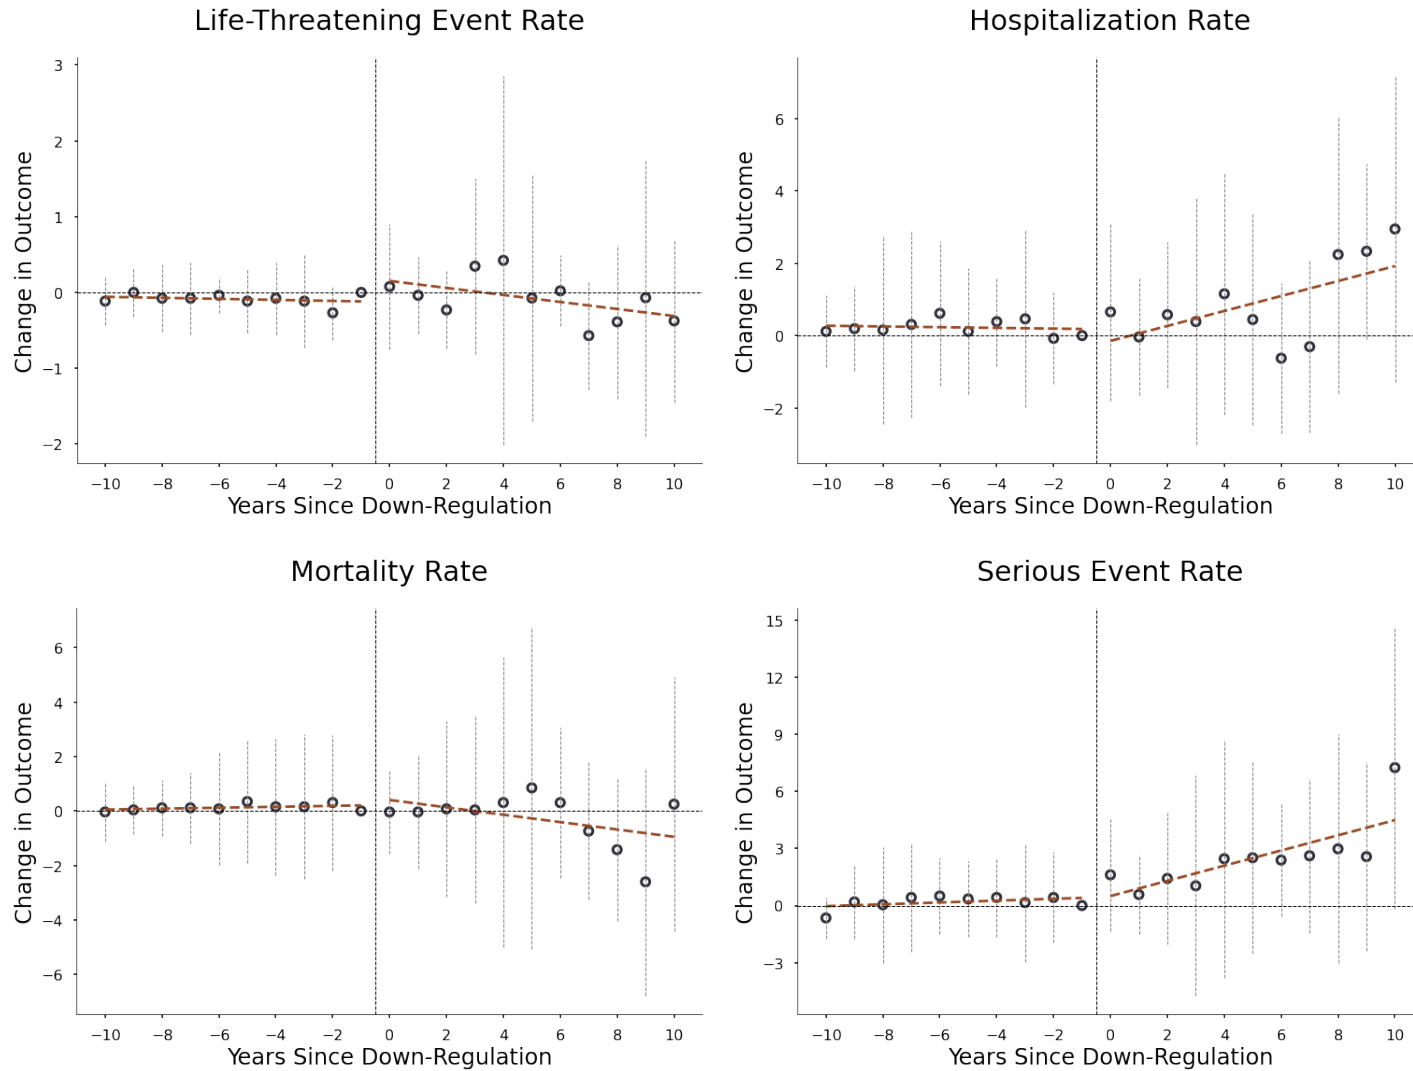 Life-Threatening Event Rate
3
2
1
0
−1
−2
Change in Outcome
−10 −8 −6 −4 −2 0 2 4 6 8 10
Years Since Down-Regulation
Hospitalization Rate
6
4
2
0
−2
Change in Outcome
−10 −8 −6 −4 −2 0 2 4 6 8 10
Years Since Down-Regulation
Mortality Rate
6
4
2
0
−2
−4
−6
Change in Outcome
−10 −8 −6 −4 −2 0 2 4 6 8 10
Years Since Down-Regulation
Serious Event Rate
15
12
9
6
3
0
−3
Change in Outcome
−10 −8 −6 −4 −2 0 2 4 6 8 10
Years Since Down-Regulation